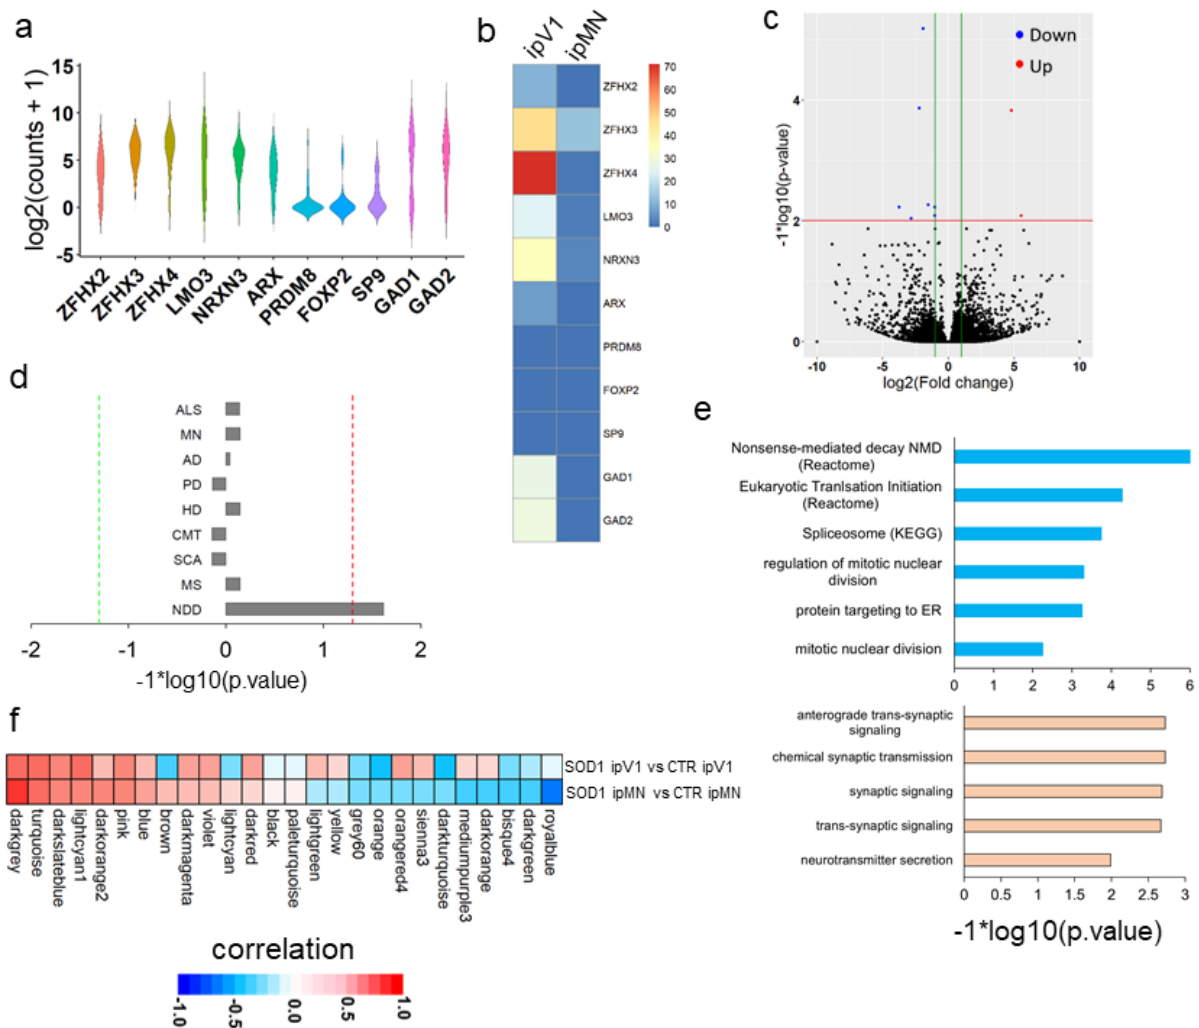 a
log2(counts + 1)
15
10
5
0
-5
ZFHX2
ZFHX3
ZFHX4
LMO3
NRXN3
ARX
PRDM8
FOXP2
SP9
GAD1
GAD2
b
ipV1
ipMN
ZFHX2
ZFHX3
ZFHX4
LMO3
NRXN3
ARX
PRDM8
FOXP2
SP9
GAD1
GAD2
70
60
50
40
30
20
10
0
c
Down
Up
-1*log10(p-value)
4
2
0
-10
-5
0
5
10
log2(Fold change)
d
ALS
MN
AD
PD
HD
CMT
SCA
MS
NDD
-2
-1
0
1
2
-1*log10(p.value)
e
Nonsense-mediated decay NMD
(Reactome)
Eukaryotic Tranlsation Initiation
(Reactome)
Spliceosome (KEGG)
regulation of mitotic nuclear
division
protein targeting to ER
mitotic nuclear division
0 1 2 3 4 5 6
anterograde trans-synaptic
signaling
chemical synaptic transmission
synaptic signaling
trans-synaptic signaling
neurotransmitter secretion
0 0.5 1 1.5 2 2.5 3
-1*log10(p.value)
f
SOD1 ipV1 vs CTR ipV1
SOD1 ipMN vs CTR ipMN
darkgrey
turquoise
darkslateblue
lightcyan1
darkorange2
pink
blue
brown
darkmagenta
violet
lightcyan
darkred
black
paleturquoise
lightgreen
yellow
grey60
orange
orangered4
sienna3
darkturquoise
mediumpurple3
darkorange
bisque4
darkgreen
royalblue
correlation
-1.0
-0.5
0.0
0.5
1.0